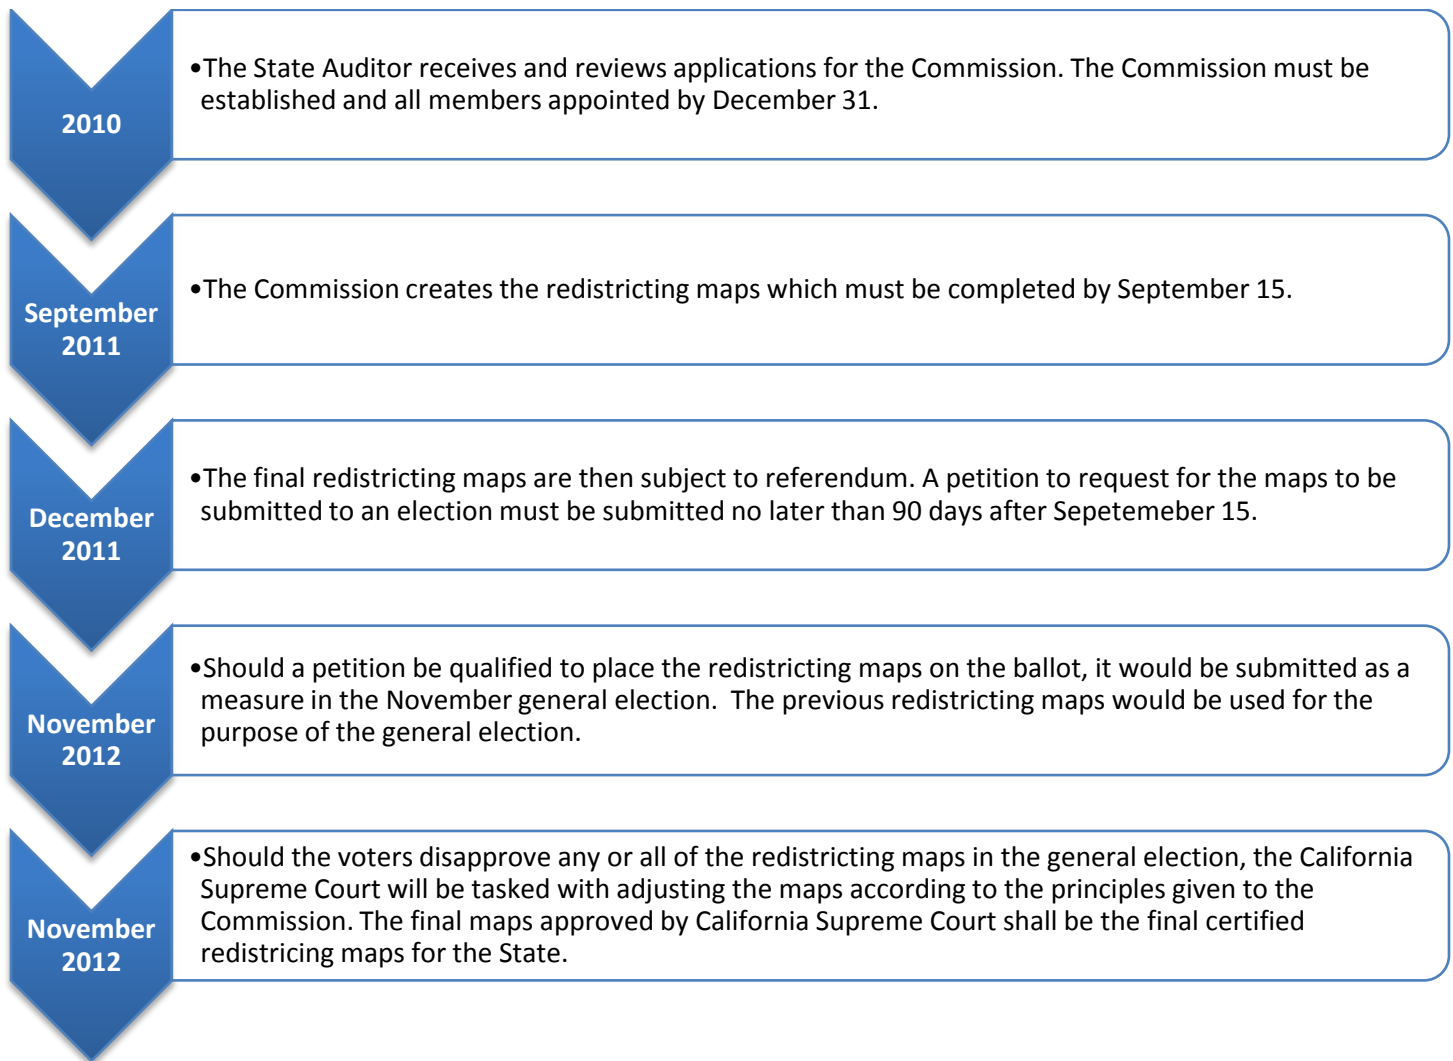 2010
•The State Auditor receives and reviews applications for the Commission. The Commission must be
established and all members appointed by December 31.
September
2011
•The Commission creates the redistricting maps which must be completed by September 15.
December
2011
•The final redistricting maps are then subject to referendum. A petition to request for the maps to be
submitted to an election must be submitted no later than 90 days after Sepetemeber 15.
November
2012
•Should a petition be qualified to place the redistricting maps on the ballot, it would be submitted as a
measure in the November general election.  The previous redistricting maps would be used for the
purpose of the general election.
November
2012
•Should the voters disapprove any or all of the redistricting maps in the general election, the California
Supreme Court will be tasked with adjusting the maps according to the principles given to the
Commission. The final maps approved by California Supreme Court shall be the final certified
redistricing maps for the State.